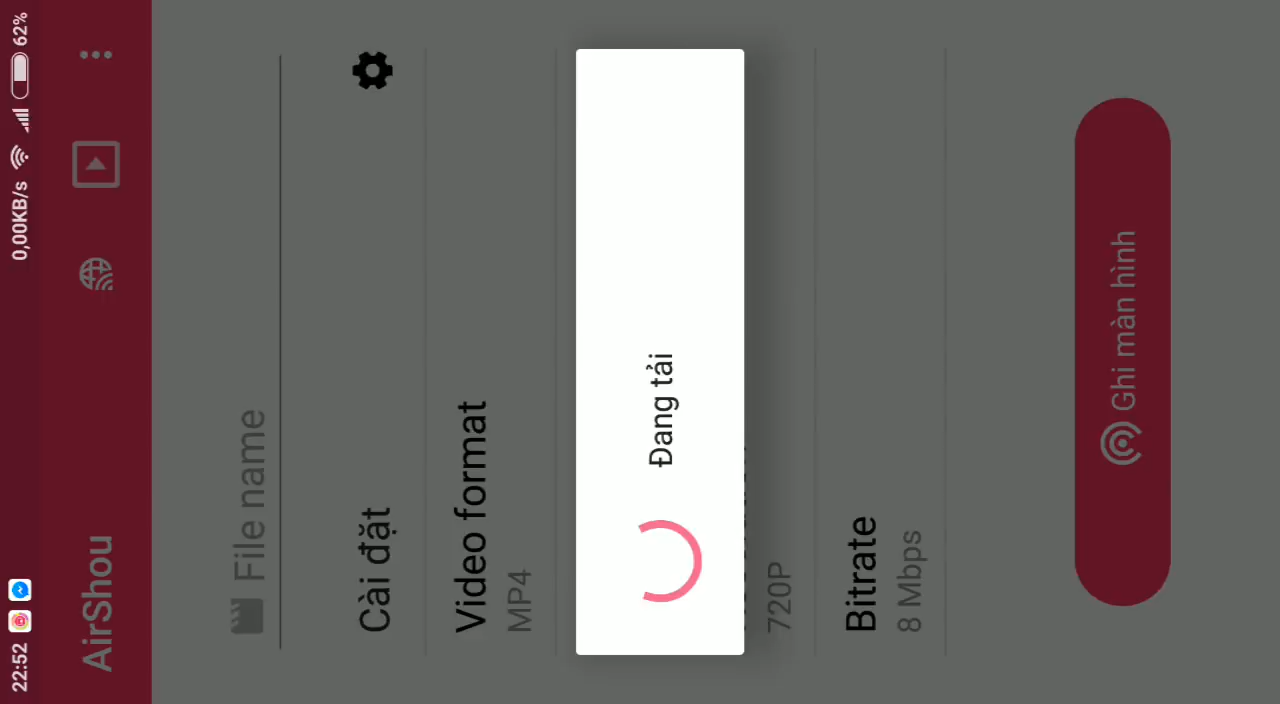 22:52
0,00KB/s
62%
AirShou
File name
Cài đặt
Video format
MP4
Đang tải
720P
Bitrate
8 Mbps
Ghi màn hình